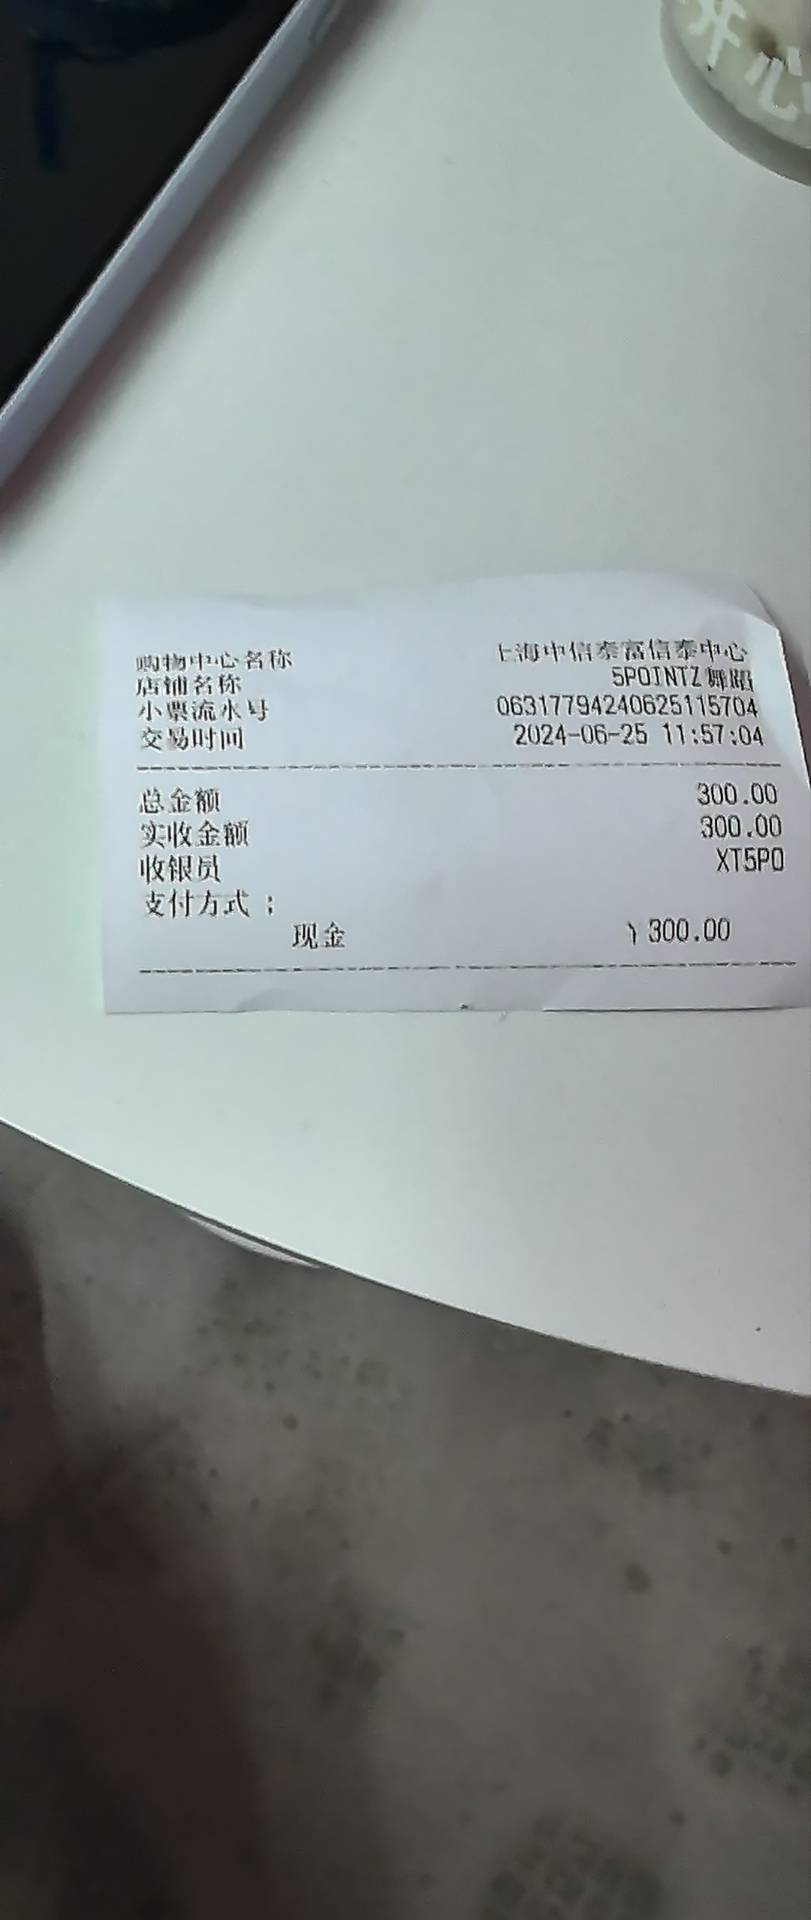 开心
购物中心名称 上海中信泰富信泰中心
店铺名称 5POINTZ舞蹈
小票流水号 06317794240625115704
交易时间 2024-06-25 11:57:04
总金额 300.00
实收金额 300.00
收银员 XT5PO
支付方式：
现金 ¥300.00